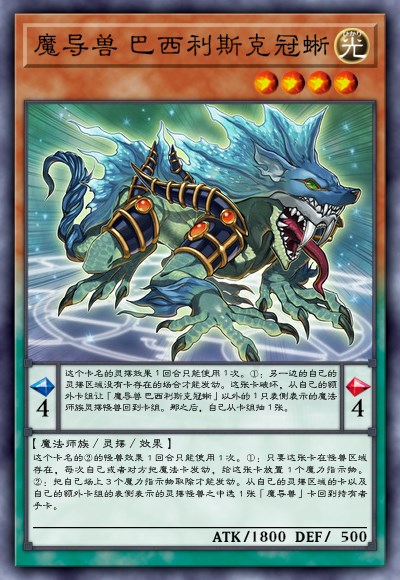 魔导兽 巴西利斯克冠蜥
光
ひかり
这个卡名的灵摆效果1回合只能使用1次。①：另一边的自己的
灵摆区域没有卡存在的场合才能发动。这张卡破坏，从自己的额
外卡组让「魔导兽 巴西利斯克冠蜥」以外的1只表侧表示的魔法
师族灵摆怪兽回到卡组。那之后，自己从卡组抽1张。
4
4
【魔法师族／灵摆／效果】
这个卡名的②的怪兽效果1回合只能使用1次。①：只要这张卡在怪兽区域
存在，每次自己或者对方把魔法卡发动，给这张卡放置1个魔力指示物。
②：把自己场上3个魔力指示物取除才能发动。从自己的灵摆区域的卡以及自
己的额外卡组的表侧表示的灵摆怪兽之中选1张「魔导兽」卡回到持有者
手卡。
ATK/1800 DEF/ 500